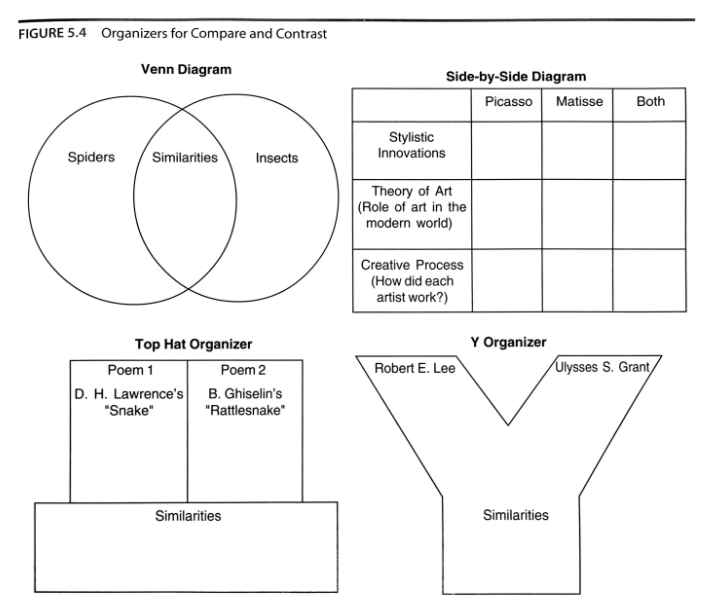 FIGURE 5.4 Organizers for Compare and Contrast
Venn Diagram
Spiders
Similarities
Insects
Side-by-Side Diagram
Picasso
Matisse
Both
Stylistic
Innovations
Theory of Art
(Role of art in the
modern world)
Creative Process
(How did each
artist work?)
Top Hat Organizer
Poem 1
D. H. Lawrence's
"Snake"
Poem 2
B. Ghiselin's
"Rattlesnake"
Similarities
Y Organizer
Robert E. Lee
Ulysses S. Grant
Similarities